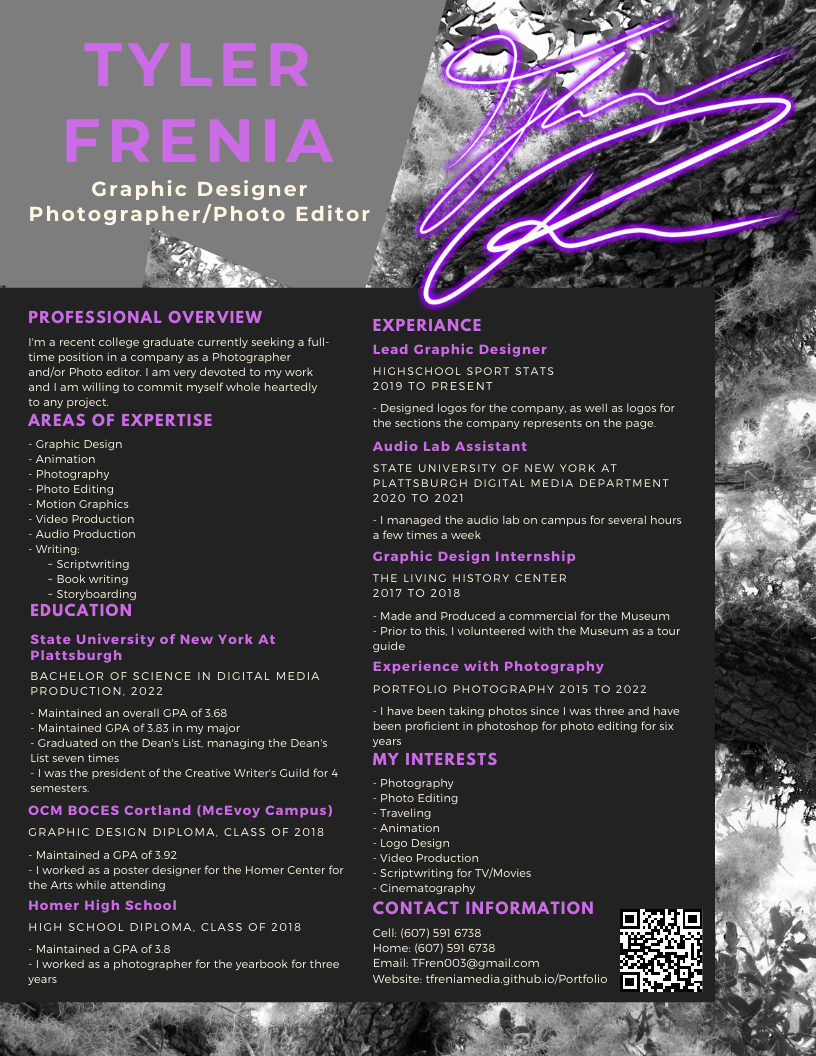 TYLER
FRENIA
Graphic Designer
Photographer/Photo Editor
PROFESSIONAL OVERVIEW
I'm a recent college graduate currently seeking a full-
time position in a company as a Photographer
and/or Photo editor. I am very devoted to my work
and I am willing to commit myself whole heartedly
to any project.
AREAS OF EXPERTISE
- Graphic Design
- Animation
- Photography
- Photo Editing
- Motion Graphics
- Video Production
- Audio Production
- Writing:
~ Scriptwriting
~ Book writing
~ Storyboarding
EDUCATION
State University of New York At
Plattsburgh
BACHELOR OF SCIENCE IN DIGITAL MEDIA
PRODUCTION, 2022
- Maintained an overall GPA of 3.68
- Maintained GPA of 3.83 in my major
- Graduated on the Dean's List, managing the Dean's
List seven times
- I was the president of the Creative Writer's Guild for 4
semesters.
OCM BOCES Cortland (McEvoy Campus)
GRAPHIC DESIGN DIPLOMA, CLASS OF 2018
- Maintained a GPA of 3.92
- I worked as a poster designer for the Homer Center for
the Arts while attending
Homer High School
HIGH SCHOOL DIPLOMA, CLASS OF 2018
- Maintained a GPA of 3.8
- I worked as a photographer for the yearbook for three
years
EXPERIANCE
Lead Graphic Designer
HIGHSCHOOL SPORT STATS
2019 TO PRESENT
- Designed logos for the company, as well as logos for
the sections the company represents on the page.
Audio Lab Assistant
STATE UNIVERSITY OF NEW YORK AT
PLATTSBURGH DIGITAL MEDIA DEPARTMENT
2020 TO 2021
- I managed the audio lab on campus for several hours
a few times a week
Graphic Design Internship
THE LIVING HISTORY CENTER
2017 TO 2018
- Made and Produced a commercial for the Museum
- Prior to this, I volunteered with the Museum as a tour
guide
Experience with Photography
PORTFOLIO PHOTOGRAPHY 2015 TO 2022
- I have been taking photos since I was three and have
been proficient in photoshop for photo editing for six
years
MY INTERESTS
- Photography
- Photo Editing
- Traveling
- Animation
- Logo Design
- Video Production
- Scriptwriting for TV/Movies
- Cinematography
CONTACT INFORMATION
Cell: (607) 591 6738
Home: (607) 591 6738
Email: TFren003@gmail.com
Website: tfreniamedia.github.io/Portfolio